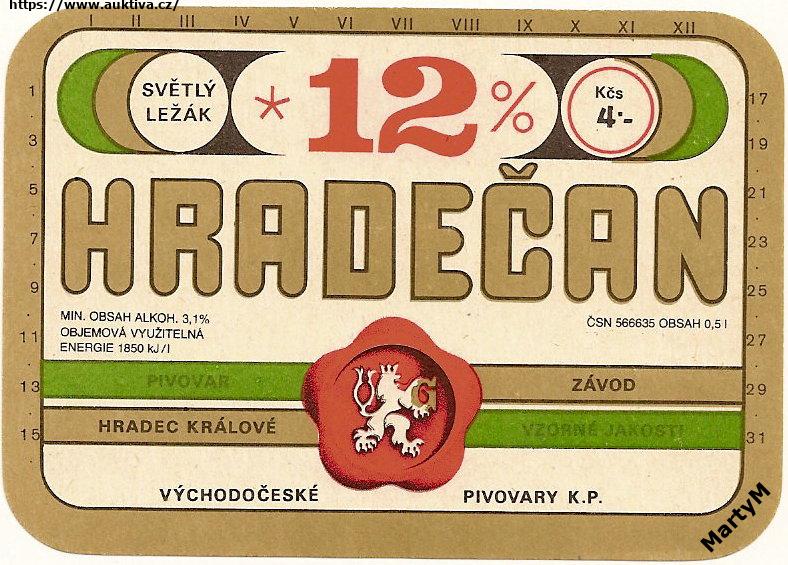 https://www.auktiva.cz/
I II III IV V VI VII VIII IX X XI XII
SVĚTLÝ
LEŽÁK
* 12 %
Kčs
4.-
HRADEČAN
MIN. OBSAH ALKOH. 3,1%
OBJEMOVÁ VYUŽITELNÁ
ENERGIE 1850 kJ/l
ČSN 566635 OBSAH 0,5 l
PIVOVAR
HRADEC KRÁLOVÉ
G
ZÁVOD
VZORNÉ JAKOSTI
VÝCHODOČESKÉ PIVOVARY K.P.
1
3
5
7
9
11
13
15
17
19
21
23
25
27
29
31
MartyM